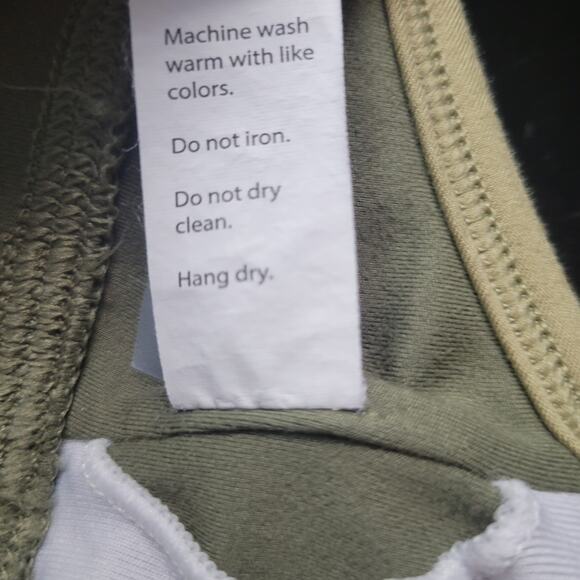 Machine wash
warm with like
colors.
Do not iron.
Do not dry
clean.
Hang dry.